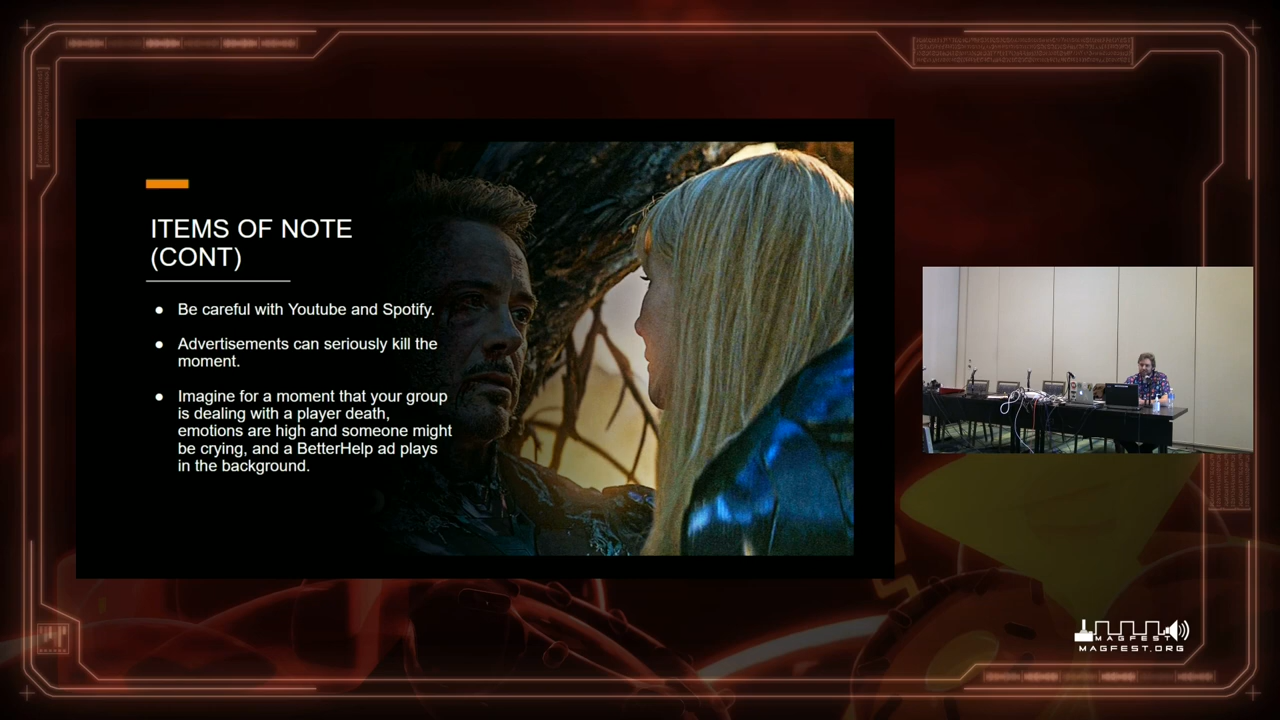 ITEMS OF NOTE
(CONT)
● Be careful with Youtube and Spotify.
● Advertisements can seriously kill the
moment.
● Imagine for a moment that your group
is dealing with a player death,
emotions are high and someone might
be crying, and a BetterHelp ad plays
in the background.
MAGFEST
MAGFEST.ORG